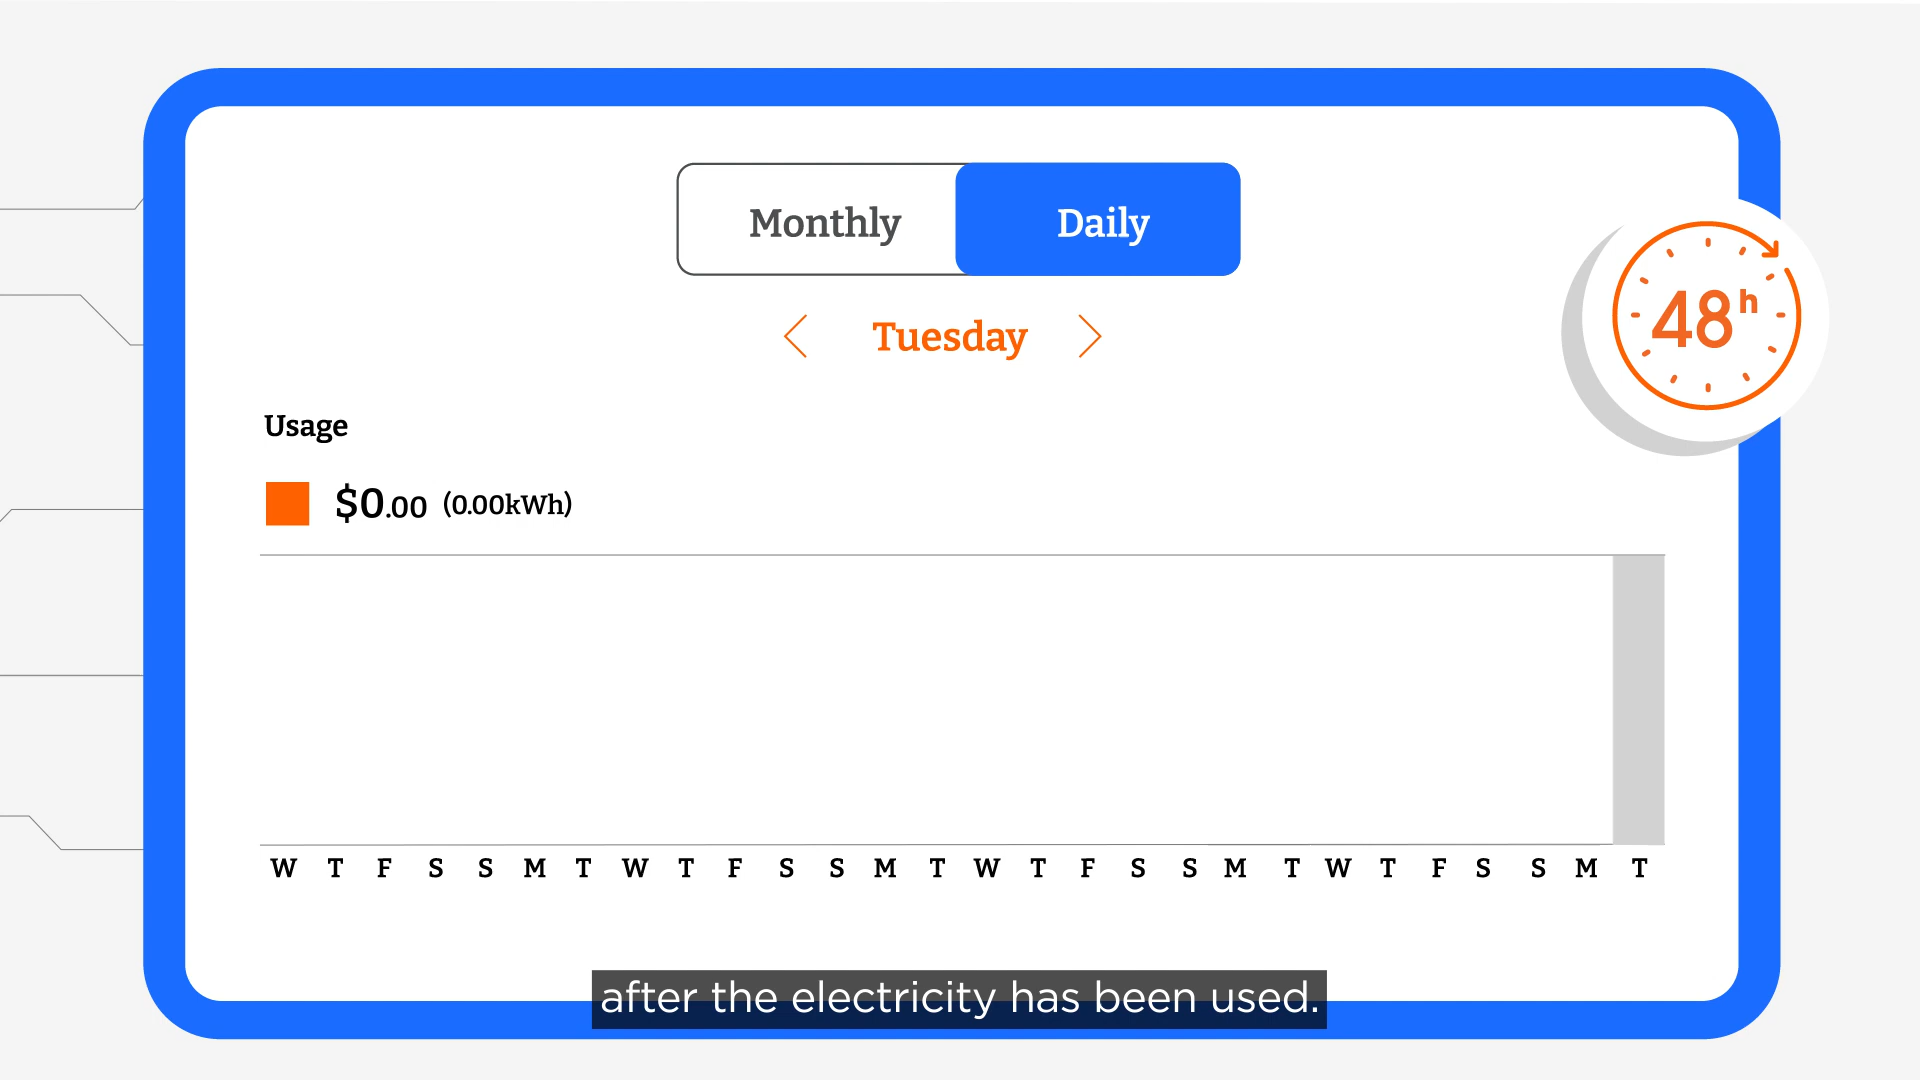 Monthly Daily
Tuesday
48h
Usage
$0.00 (0.00kWh)
W T F S S M T W T F S S M T W T F S S M T W T F S S M T
after the electricity has been used.